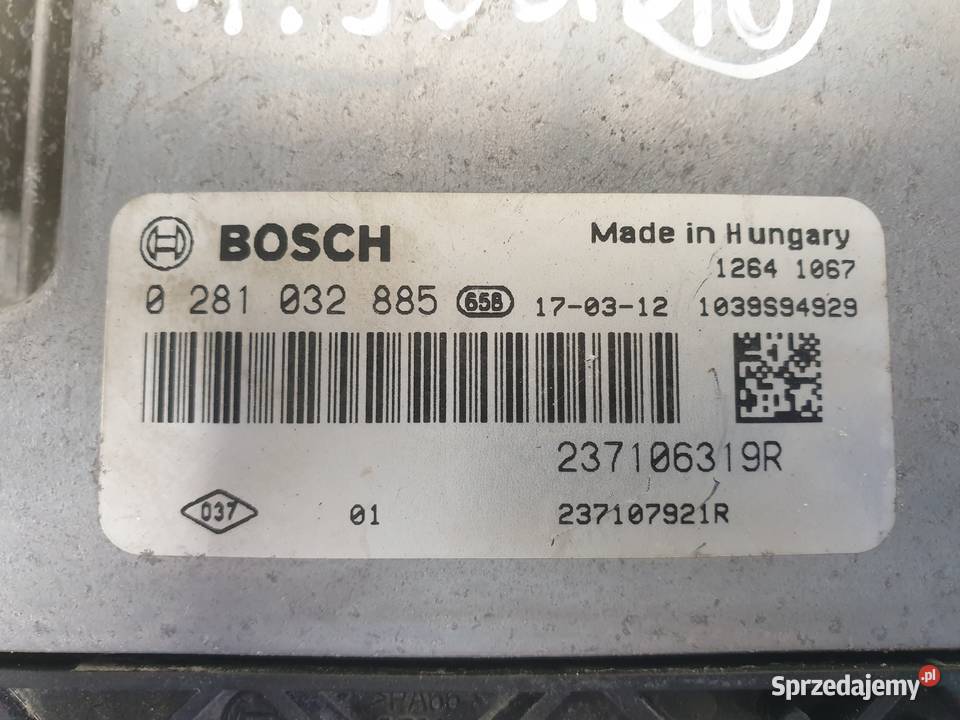 BOSCH
Made in Hungary
1264 1067
0 281 032 885 658 17-03-12 1039S94929
237106319R
037 01 237107921R
Sprzedajemy.pl